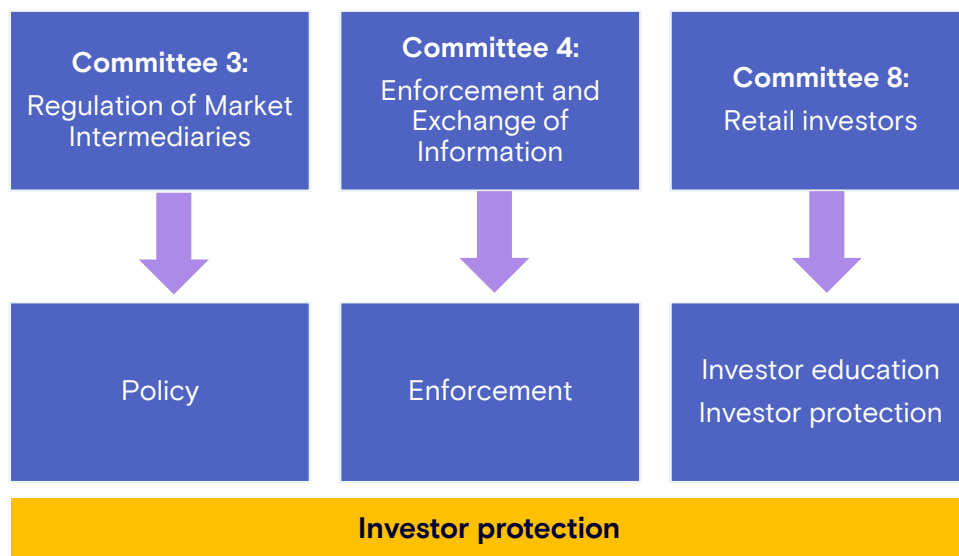 Committee 3:
Regulation of Market
Intermediaries
Committee 4:
Enforcement and
Exchange of
Information
Committee 8:
Retail investors
Policy
Enforcement
Investor education
Investor protection
Investor protection